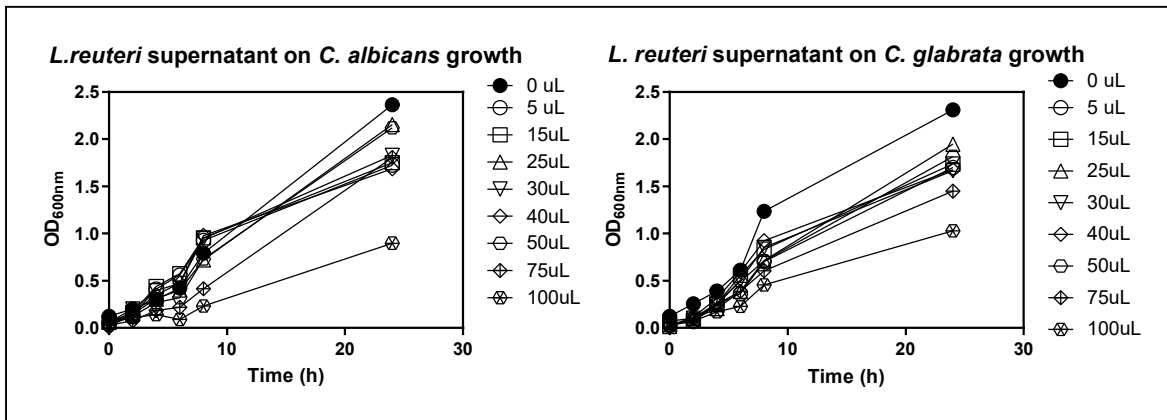 L.reuteri supernatant on C. albicans growth
2.5
2.0
1.5
1.0
0.5
0.0
OD600nm
0
10
20
30
Time (h)
0 uL
5 uL
15uL
25uL
30uL
40uL
50uL
75uL
100uL
L. reuteri supernatant on C. glabrata growth
2.5
2.0
1.5
1.0
0.5
0.0
OD600nm
0
10
20
30
Time (h)
0 uL
5 uL
15uL
25uL
30uL
40uL
50uL
75uL
100uL